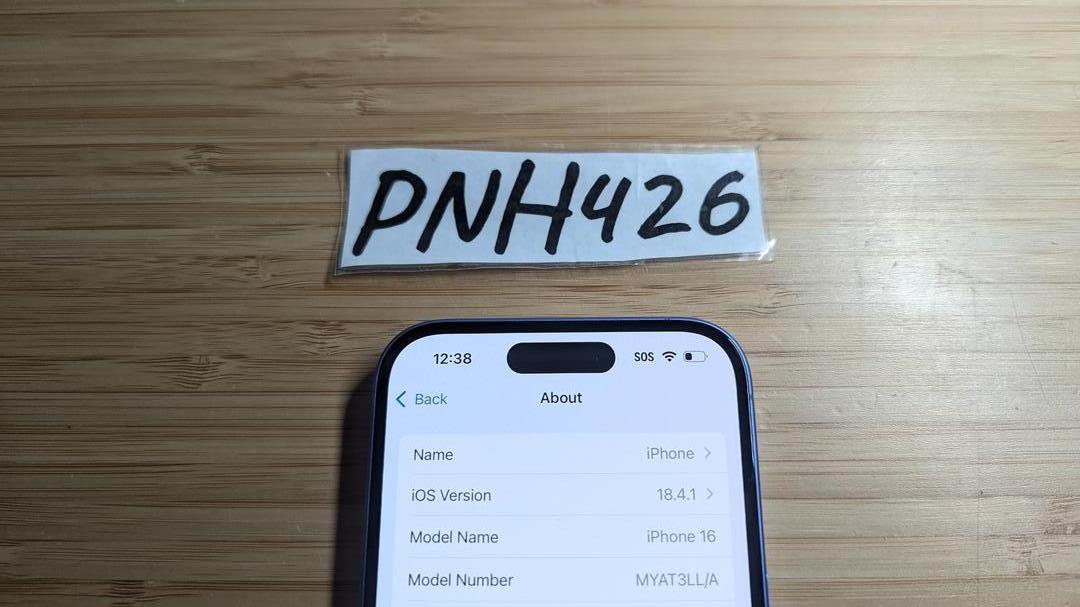 PNH426
12:38 SOS
Back About
Name iPhone
iOS Version 18.4.1
Model Name iPhone 16
Model Number MYAT3LL/A